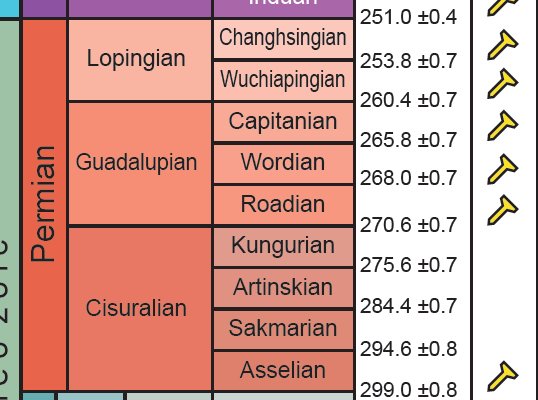 251.0 ±0.4
Changhsingian
253.8 ±0.7
Lopingian
Wuchiapingian
260.4 ±0.7
Capitanian
265.8 ±0.7
Guadalupian
Wordian
268.0 ±0.7
Roadian
270.6 ±0.7
Permian
Kungurian
275.6 ±0.7
Artinskian
284.4 ±0.7
Cisuralian
Sakmarian
294.6 ±0.8
Asselian
299.0 ±0.8